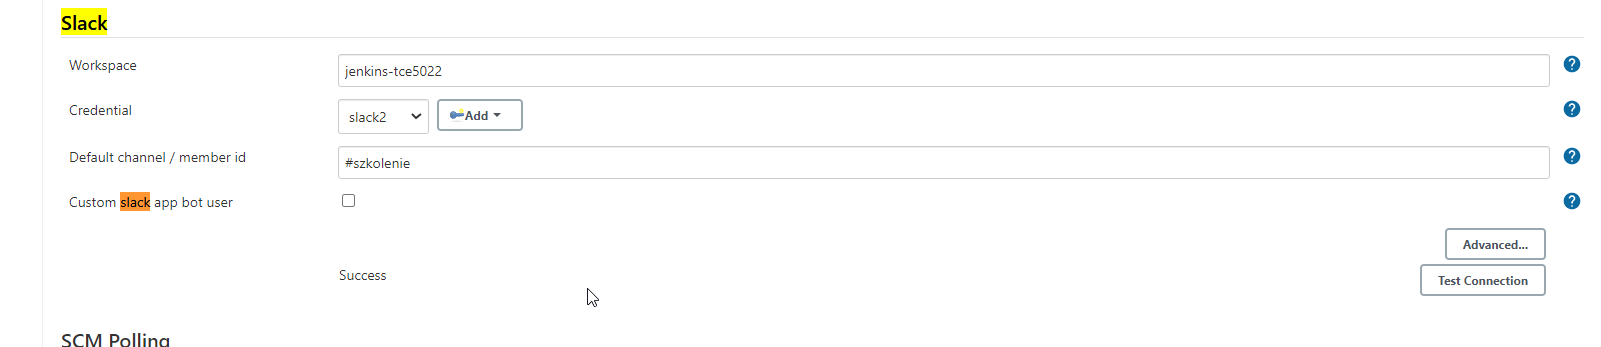 Slack
Workspace
jenkins-tce5022
Credential
slack2
Add
Default channel / member id
#szkolenie
Custom slack app bot user
Advanced...
Success
Test Connection
SCM Polling